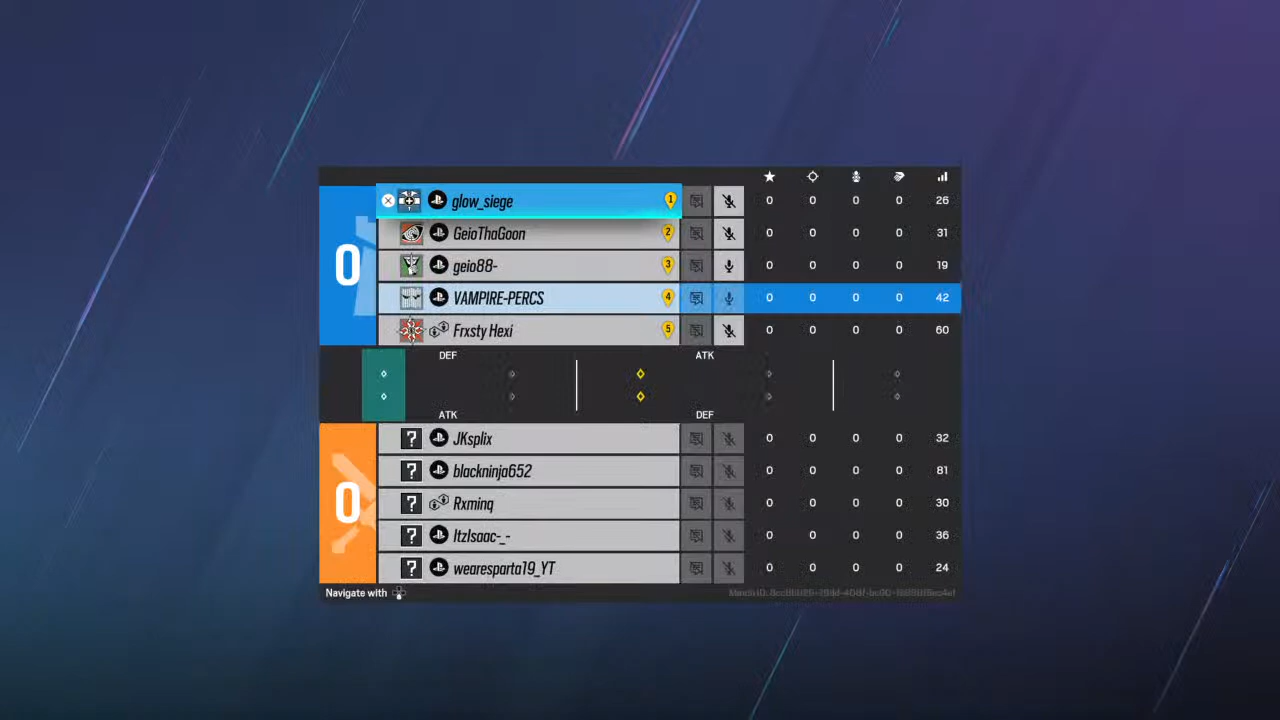 glow_siege 1 0 0 0 0 26
GeioThaGoon 2 0 0 0 0 31
0
geio88- 3 0 0 0 0 19
VAMPIRE-PERCS 4 0 0 0 0 42
Frxsty Hexi 5 0 0 0 0 60
DEF ATK
ATK DEF
? JKsplix 0 0 0 0 32
? blackninja652 0 0 0 0 81
0
? Rxminq 0 0 0 0 30
? ItzIsaac-_- 0 0 0 0 36
? wearesparta19_YT 0 0 0 0 24
Navigate with
Match ID: